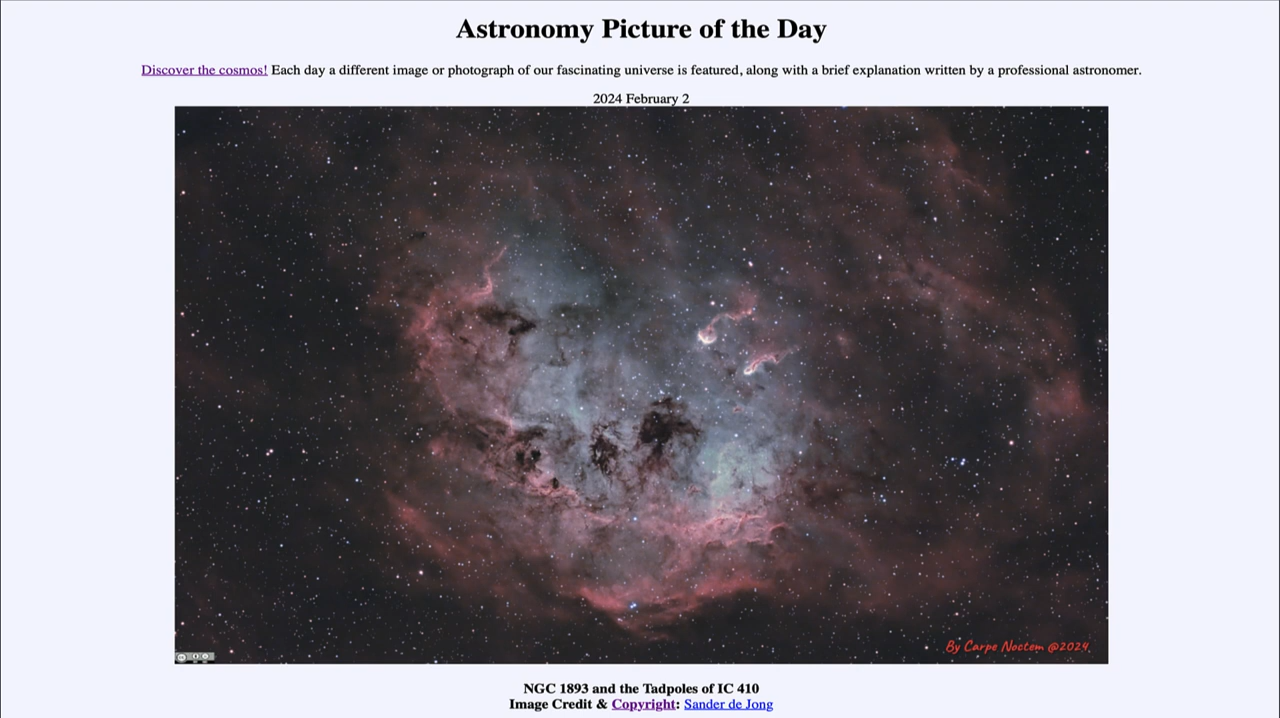 Astronomy Picture of the Day
Discover the cosmos! Each day a different image or photograph of our fascinating universe is featured, along with a brief explanation written by a professional astronomer.
2024 February 2
By Carpe Noctem @2024
NGC 1893 and the Tadpoles of IC 410
Image Credit & Copyright: Sander de Jong